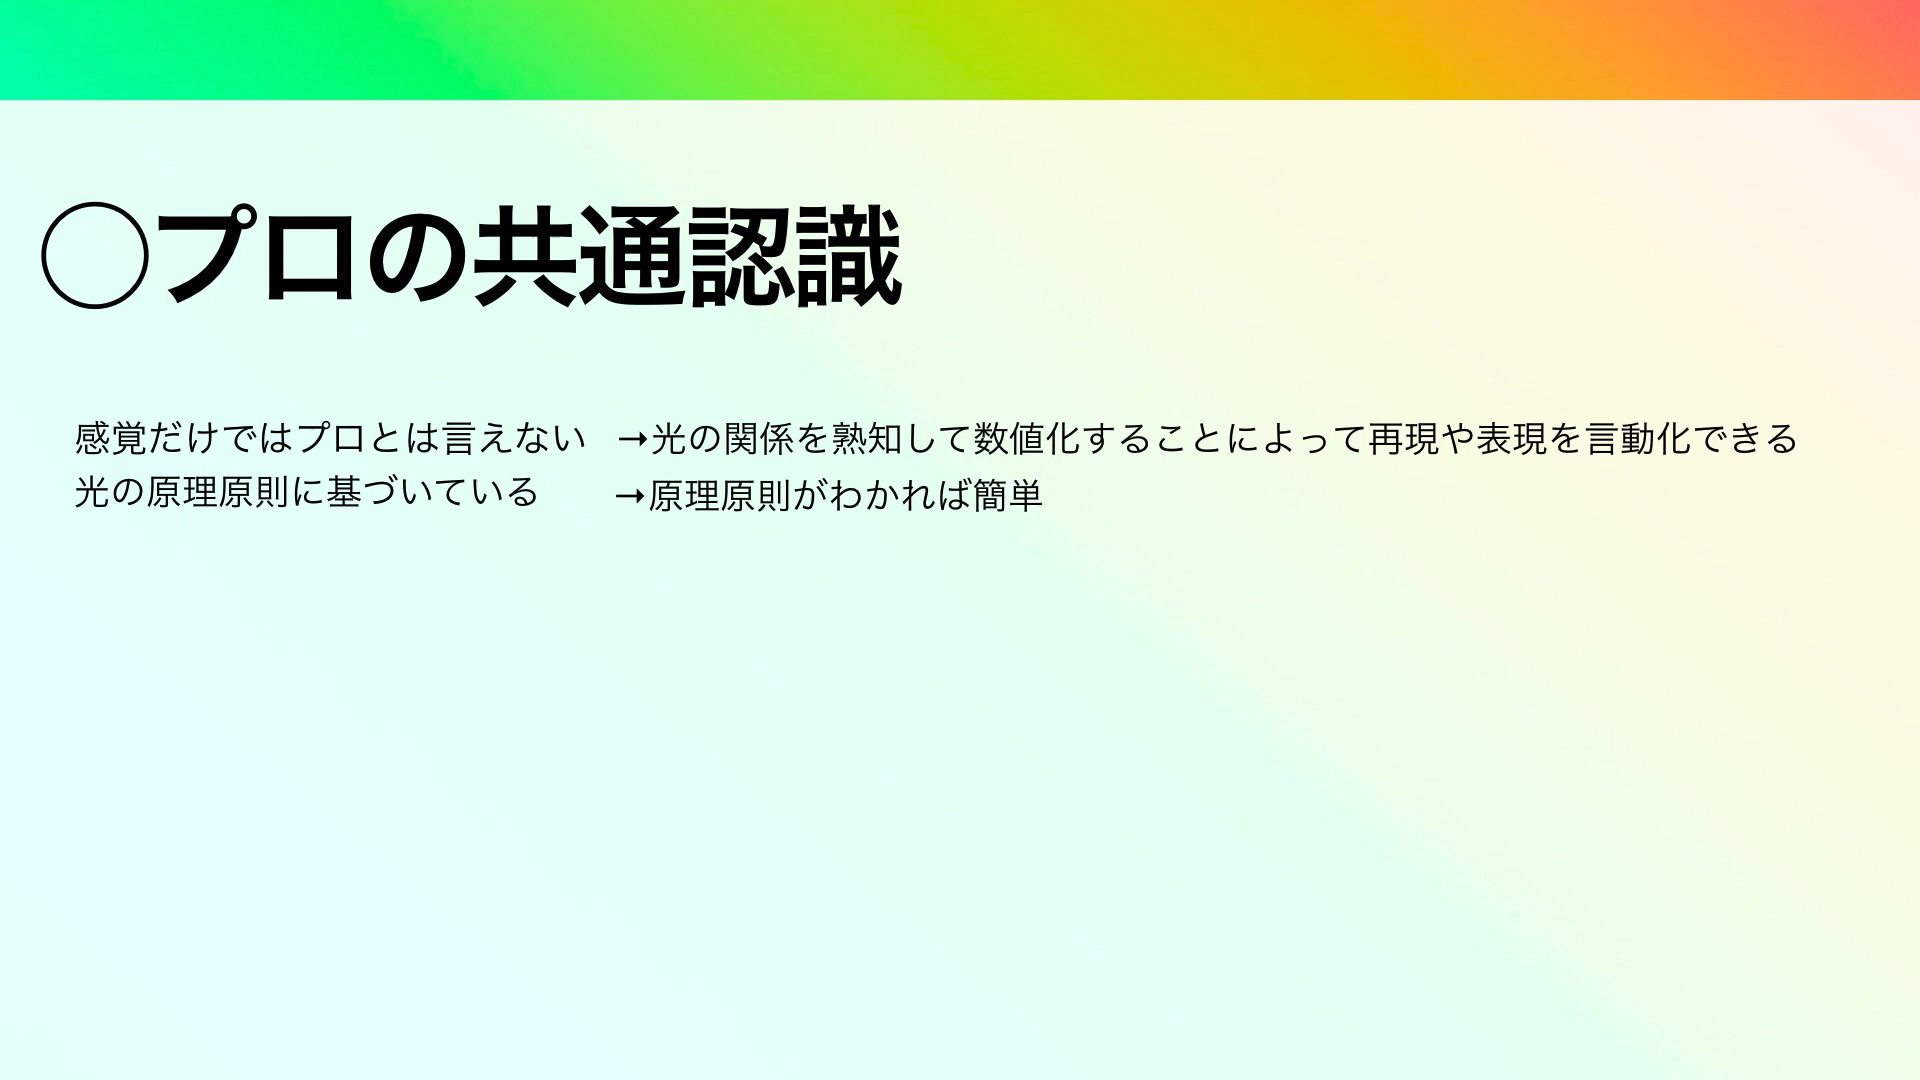 ◯プロの共通認識
感覚だけではプロとは言えない →光の関係を熟知して数値化することによって再現や表現を言動化できる
光の原理原則に基づいている →原理原則がわかれば簡単